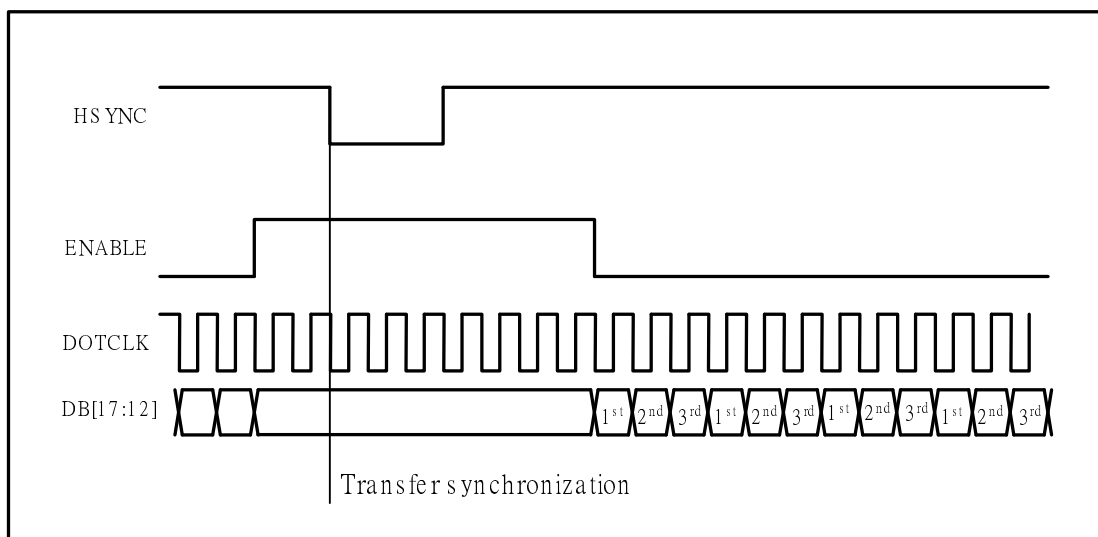 HSYNC
ENABLE
DOTCLK
DB[17:12]
1st 2nd 3rd 1st 2nd 3rd 1st 2nd 3rd 1st 2nd 3rd
Transfer synchronization